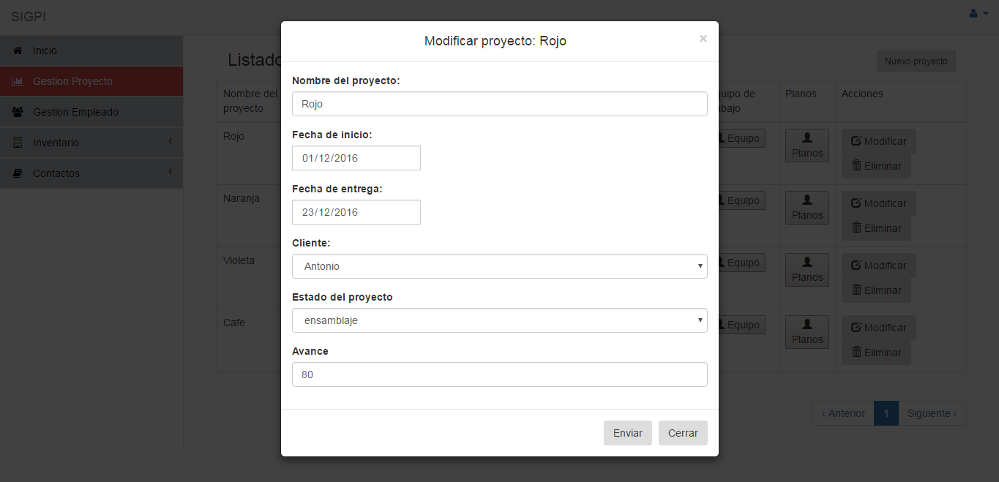 SIGPI
Inicio
Gestion Proyecto
Gestion Empleado
Inventario
Contactos
Listado
Nuevo proyecto
Nombre del
proyecto
Planos
Acciones
Rojo
Equipo
Planos
Modificar
Eliminar
Naranja
Equipo
Planos
Modificar
Eliminar
Violeta
Equipo
Planos
Modificar
Eliminar
Cafe
Equipo
Planos
Modificar
Eliminar
‹ Anterior
1
Siguiente ›
Modificar proyecto: Rojo
×
Nombre del proyecto:
Rojo
Fecha de inicio:
01/12/2016
Fecha de entrega:
23/12/2016
Cliente:
Antonio
Estado del proyecto
ensamblaje
Avance
80
Enviar
Cerrar